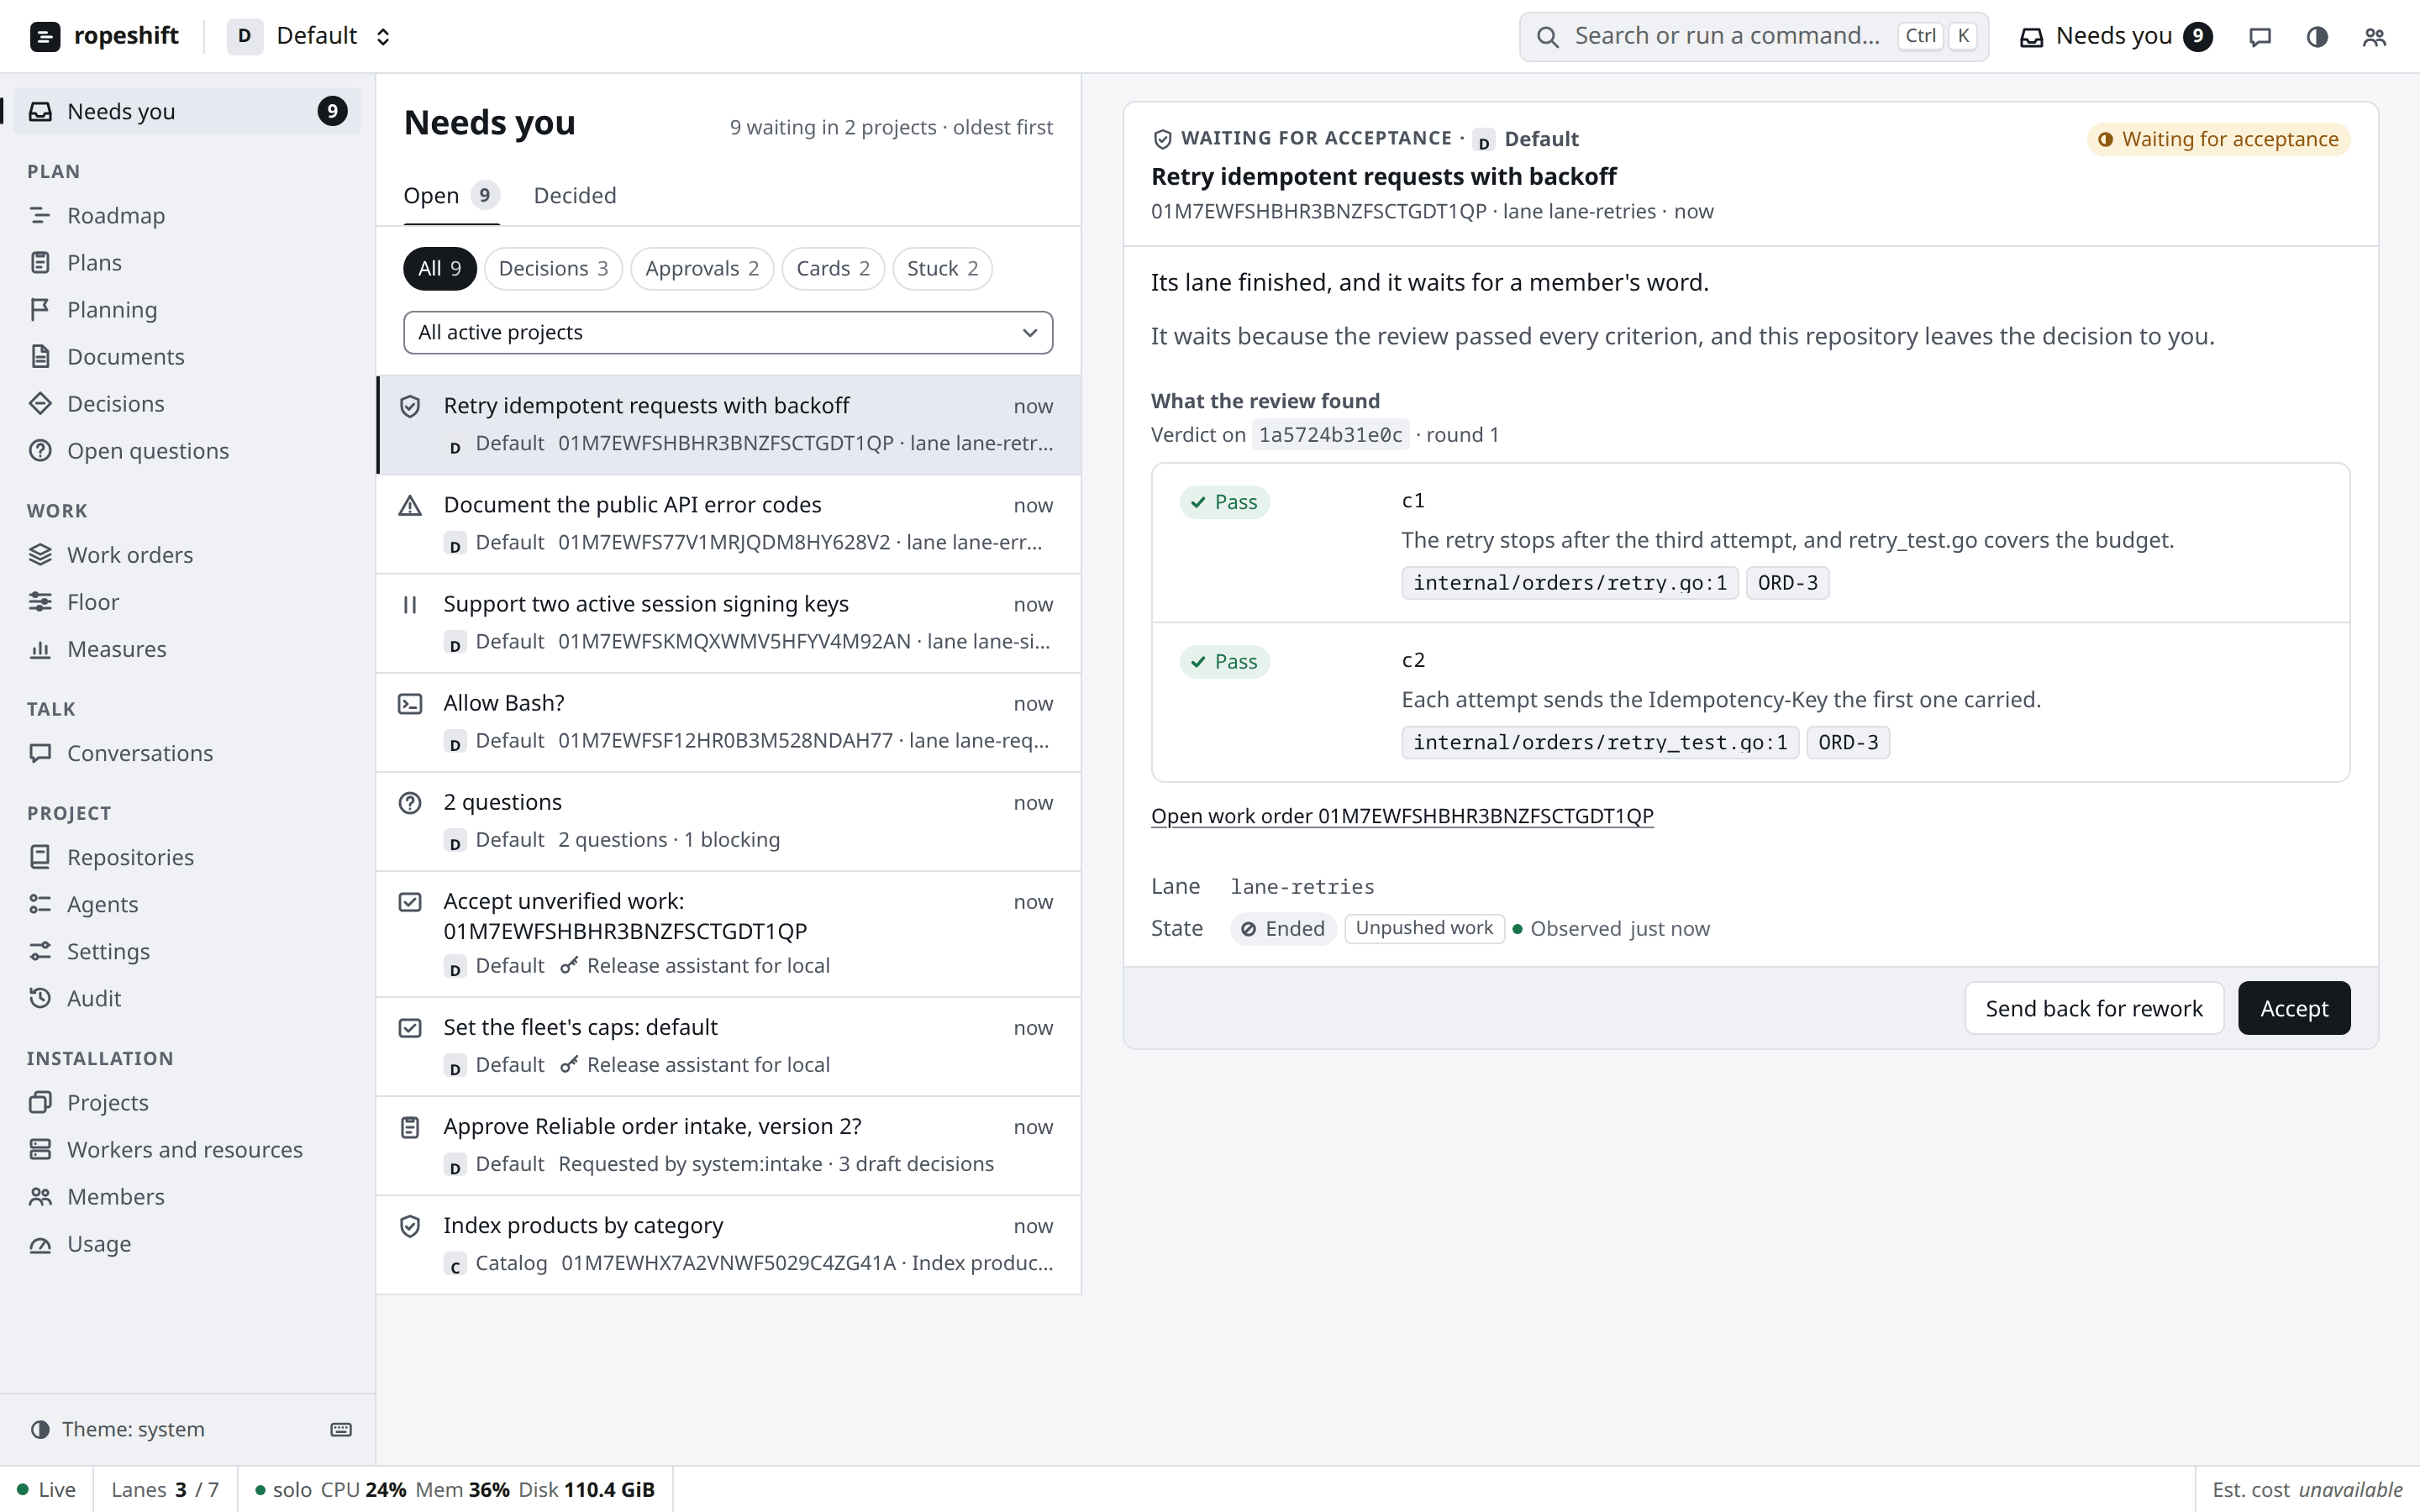 ropeshift
D Default
Search or run a command... Ctrl K
Needs you 9
Needs you 9
PLAN
Roadmap
Plans
Planning
Documents
Decisions
Open questions
WORK
Work orders
Floor
Measures
TALK
Conversations
PROJECT
Repositories
Agents
Settings
Audit
INSTALLATION
Projects
Workers and resources
Members
Usage
Theme: system
Needs you
9 waiting in 2 projects · oldest first
Open 9 Decided
All 9 Decisions 3 Approvals 2 Cards 2 Stuck 2
All active projects
Retry idempotent requests with backoff now
D Default 01M7EWFSHBHR3BNZFSCTGDT1QP · lane lane-retr...
Document the public API error codes now
D Default 01M7EWFS77V1MRJQDM8HY628V2 · lane lane-err...
Support two active session signing keys now
D Default 01M7EWFSKMQXWMV5HFYV4M92AN · lane lane-si...
Allow Bash? now
D Default 01M7EWFSF12HR0B3M528NDAH77 · lane lane-req...
2 questions now
D Default 2 questions · 1 blocking
Accept unverified work: now
01M7EWFSHBHR3BNZFSCTGDT1QP
D Default Release assistant for local
Set the fleet's caps: default now
D Default Release assistant for local
Approve Reliable order intake, version 2? now
D Default Requested by system:intake · 3 draft decisions
Index products by category now
C Catalog 01M7EWHX7A2VNWF5029C4ZG41A · Index produc...
WAITING FOR ACCEPTANCE · D Default
Waiting for acceptance
Retry idempotent requests with backoff
01M7EWFSHBHR3BNZFSCTGDT1QP · lane lane-retries · now
Its lane finished, and it waits for a member's word.
It waits because the review passed every criterion, and this repository leaves the decision to you.
What the review found
Verdict on 1a5724b31e0c · round 1
Pass c1
The retry stops after the third attempt, and retry_test.go covers the budget.
internal/orders/retry.go:1 ORD-3
Pass c2
Each attempt sends the Idempotency-Key the first one carried.
internal/orders/retry_test.go:1 ORD-3
Open work order 01M7EWFSHBHR3BNZFSCTGDT1QP
Lane lane-retries
State Ended Unpushed work Observed just now
Send back for rework Accept
Live Lanes 3 / 7 solo CPU 24% Mem 36% Disk 110.4 GiB Est. cost unavailable